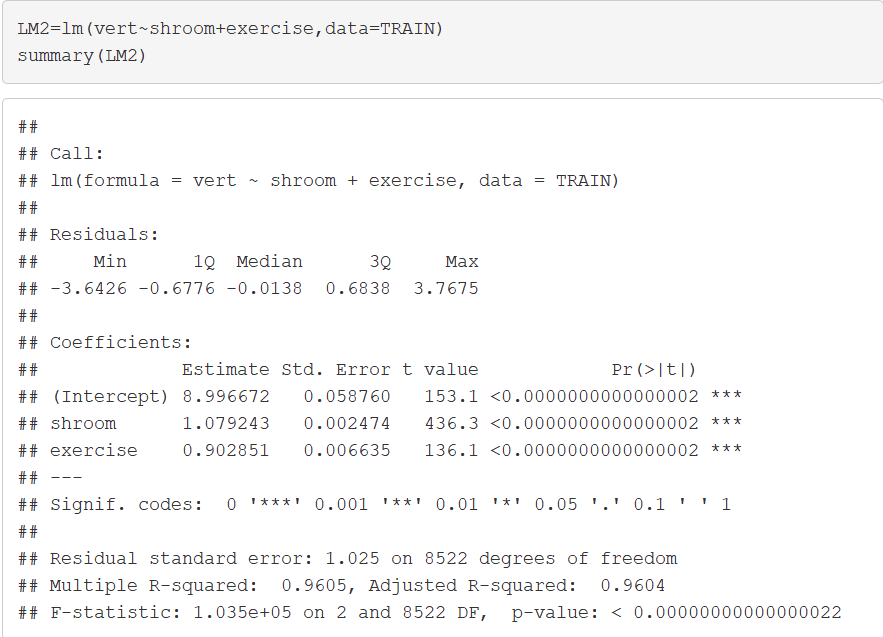 LM2=lm(vert~shroom+exercise,data=TRAIN)
summary(LM2)
##
## Call:
## lm(formula = vert ~ shroom + exercise, data = TRAIN)
##
## Residuals:
##     Min      1Q  Median      3Q     Max
## -3.6426 -0.6776 -0.0138  0.6838  3.7675
##
## Coefficients:
##             Estimate Std. Error t value            Pr(>|t|)
## (Intercept) 8.996672   0.058760   153.1 <0.0000000000000002 ***
## shroom      1.079243   0.002474   436.3 <0.0000000000000002 ***
## exercise    0.902851   0.006635   136.1 <0.0000000000000002 ***
## ---
## Signif. codes:  0 '***' 0.001 '**' 0.01 '*' 0.05 '.' 0.1 ' ' 1
##
## Residual standard error: 1.025 on 8522 degrees of freedom
## Multiple R-squared:  0.9605, Adjusted R-squared:  0.9604
## F-statistic: 1.035e+05 on 2 and 8522 DF,  p-value: < 0.00000000000000022